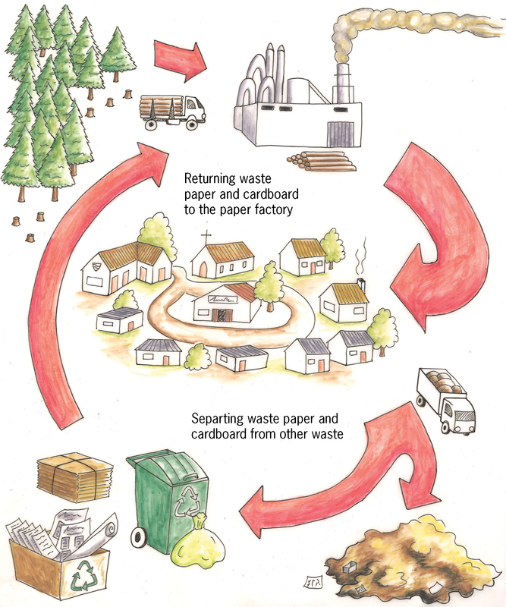 Returning waste
paper and cardboard
to the paper factory
Separting waste paper and
cardboard from other waste